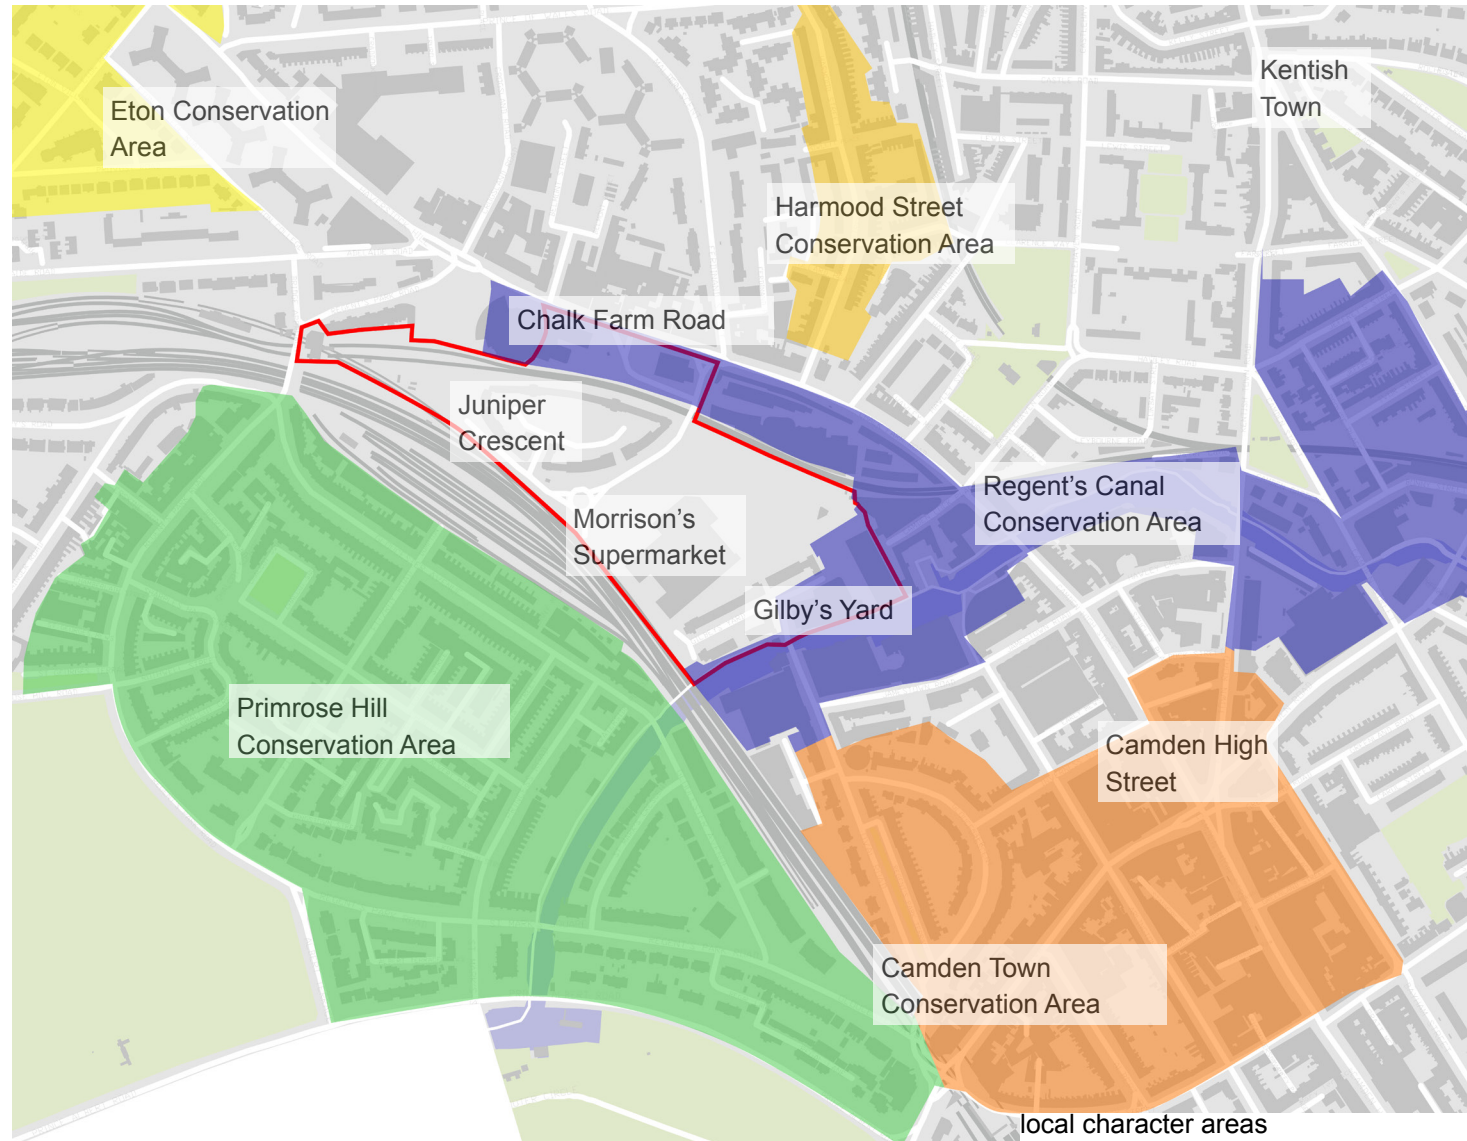 Kentish
Town
Eton Conservation
Area
Harmood Street
Conservation Area
Chalk Farm Road
Juniper
Crescent
Regent's Canal
Conservation Area
Morrison's
Supermarket
Gilby's Yard
Primrose Hill
Conservation Area
Camden High
Street
Camden Town
Conservation Area
local character areas